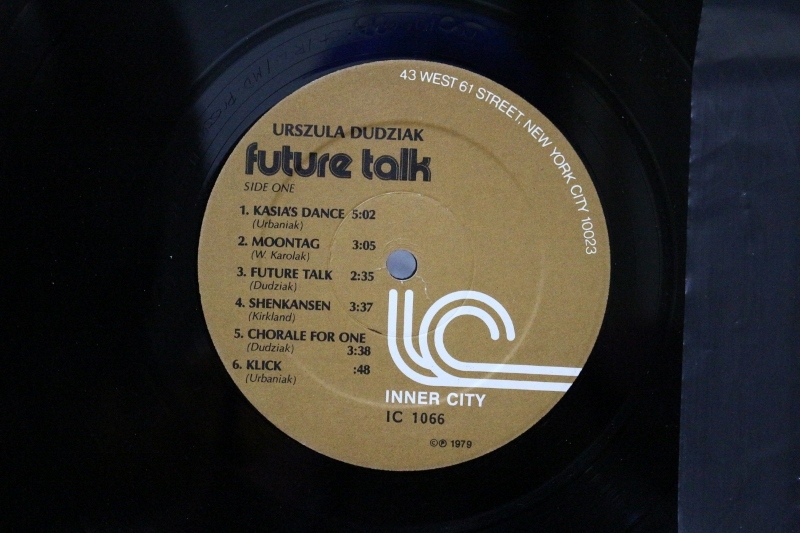 43 WEST 61 STREET, NEW YORK CITY 10023
URSZULA DUDZIAK
future talk
SIDE ONE
1. KASIA'S DANCE 5:02
(Urbaniak)
2. MOONTAG 3:05
(W. Karolak)
3. FUTURE TALK 2:35
(Dudziak)
4. SHENKANSEN 3:37
(Kirkland)
5. CHORALE FOR ONE
(Dudziak) 3:38
6. KLICK :48
(Urbaniak)
ic
INNER CITY
IC 1066
©℗ 1979